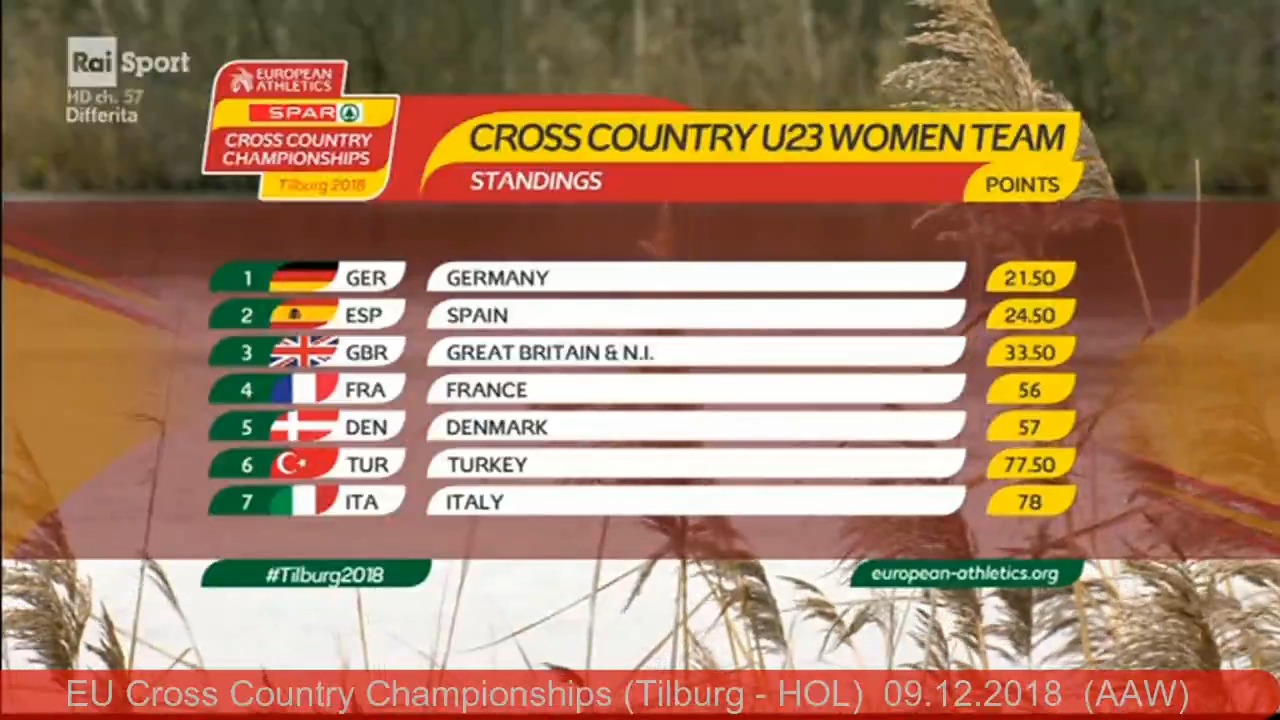 Rai Sport
HD ch. 57
Differita
EUROPEAN
ATHLETICS
SPAR
CROSS COUNTRY
CHAMPIONSHIPS
Tilburg 2018
CROSS COUNTRY U23 WOMEN TEAM
STANDINGS POINTS
1 GER GERMANY 21.50
2 ESP SPAIN 24.50
3 GBR GREAT BRITAIN & N.I. 33.50
4 FRA FRANCE 56
5 DEN DENMARK 57
6 TUR TURKEY 77.50
7 ITA ITALY 78
#Tilburg2018 european-athletics.org
EU Cross Country Championships (Tilburg - HOL) 09.12.2018 (AAW)